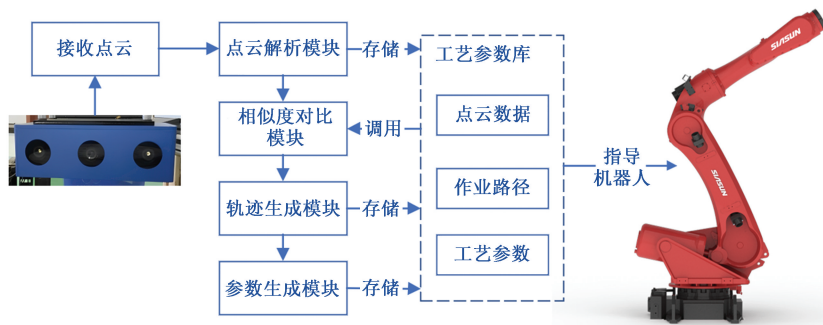 接收点云
点云解析模块
存储
工艺参数库
相似度对比
模块
调用
点云数据
轨迹生成模块
存储
作业路径
参数生成模块
存储
工艺参数
指导
机器人
SIASUN
SIASUN